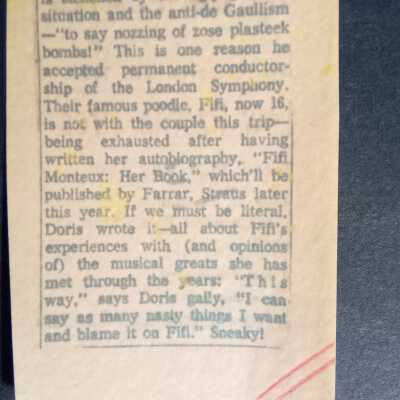 situation and the anti-de Gaullism
—"to say nozzing of zose plasteek
bombs!" This is one reason he
accepted permanent conductor-
ship of the London Symphony.
Their famous poodle, Fifi, now 16,
is not with the couple this trip—
being exhausted after having
written her autobiography, "Fifi
Monteux: Her Book," which'll be
published by Farrar, Straus later
this year. If we must be literal,
Doris wrote it—all about Fifi's
experiences with (and opinions
of) the musical greats she has
met through the years: "This
way," says Doris gaily, "I can
say as many nasty things I want
and blame it on Fifi." Sneaky!